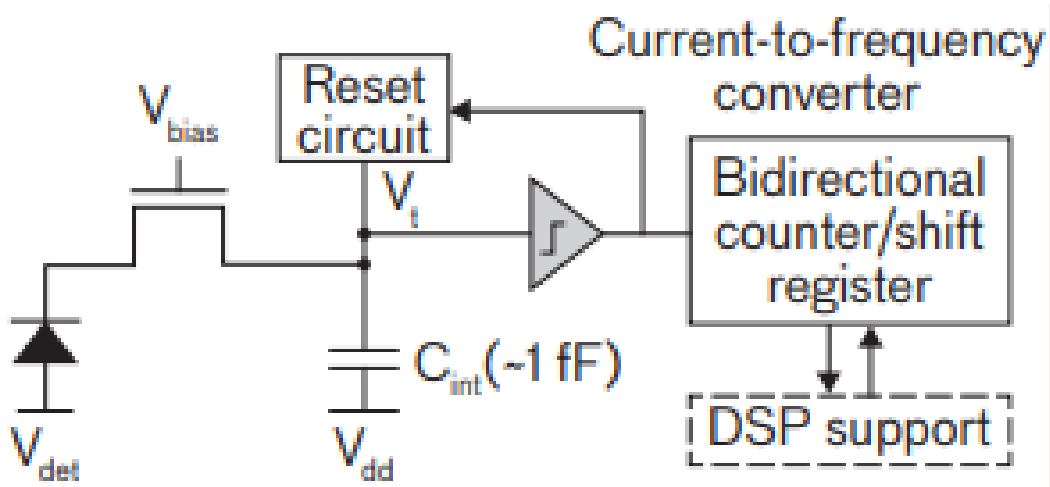 Current-to-frequency
converter
Reset
circuit
V_bias
V_t
Bidirectional
counter/shift
register
C_int(~1 fF)
DSP support
V_det
V_dd